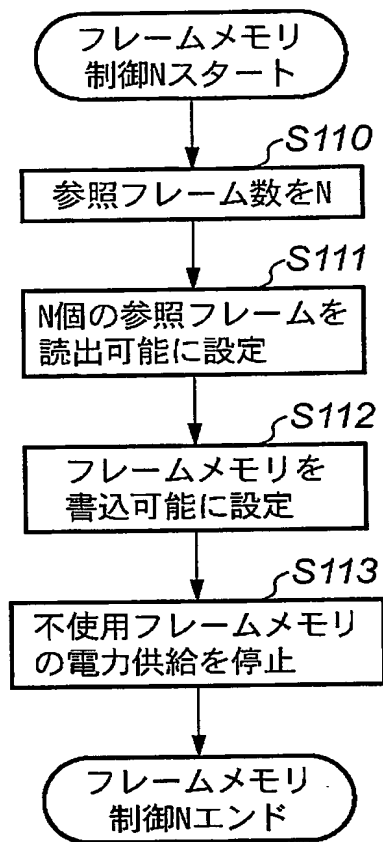 フレームメモリ
制御Nスタート
S110
参照フレーム数をN
S111
N個の参照フレームを
読出可能に設定
S112
フレームメモリを
書込可能に設定
S113
不使用フレームメモリ
の電力供給を停止
フレームメモリ
制御Nエンド